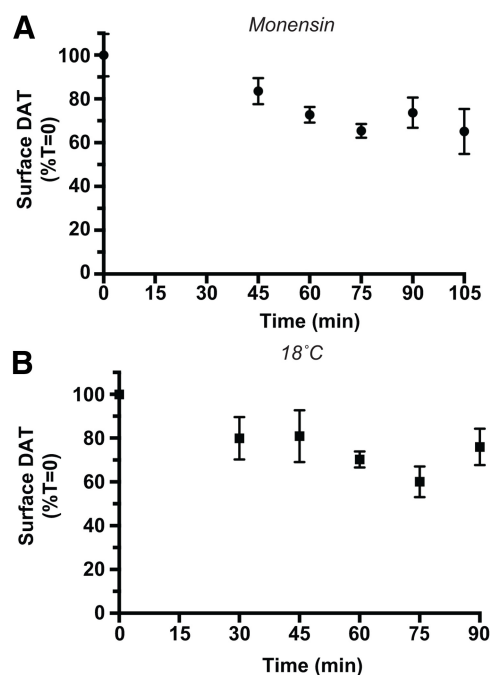 A
Monensin
Surface DAT
(%T=0)
100
80
60
40
20
0
0 15 30 45 60 75 90 105
Time (min)
B
18˚C
Surface DAT
(%T=0)
100
80
60
40
20
0
0 15 30 45 60 75 90
Time (min)